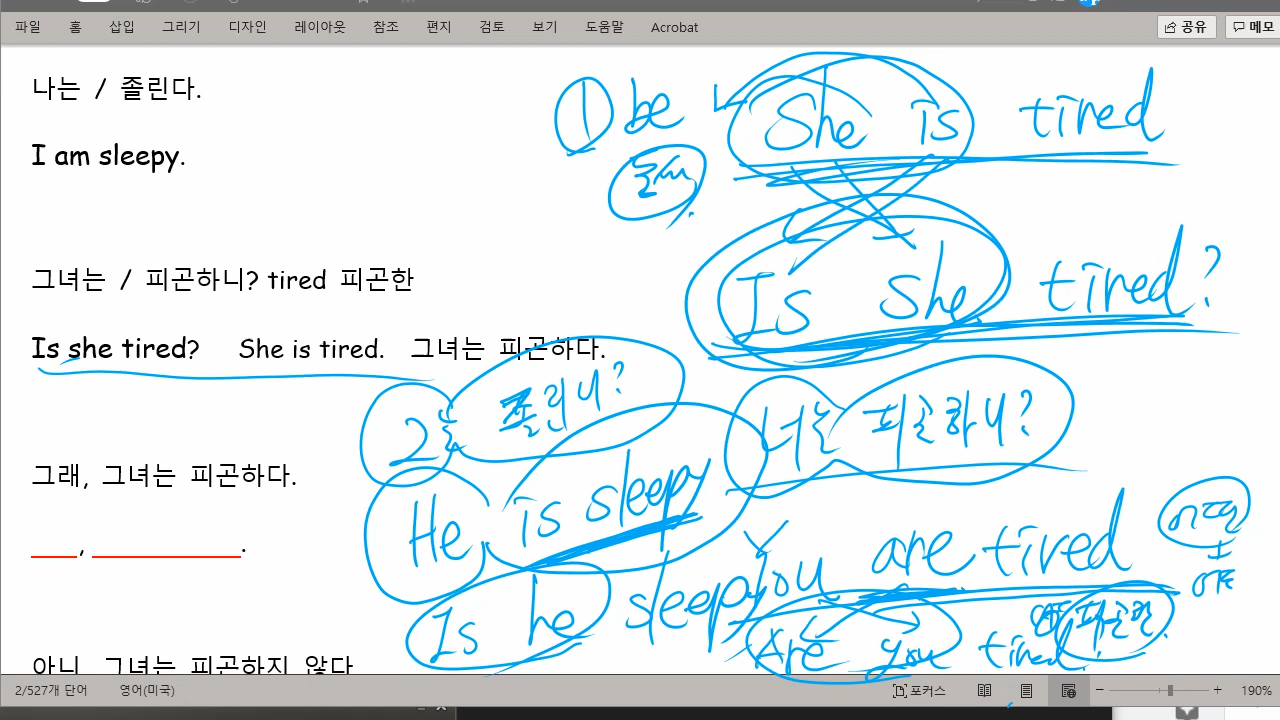 파일 홈 삽입 그리기 디자인 레이아웃 참조 편지 검토 보기 도움말 Acrobat 공유 메모
나는 / 졸린다.
I am sleepy.
그녀는 / 피곤하니? tired 피곤한
Is she tired? She is tired. 그녀는 피곤하다.
그래, 그녀는 피곤하다.
___, __________.
아니, 그녀는 피곤하지 않다
① be
She is tired
Is she tired?
졸린니?
너는 피곤하니?
He is sleepy
You are tired
Is he sleepy
Are you tired?
2/527개 단어 영어(미국) 포커스 190%